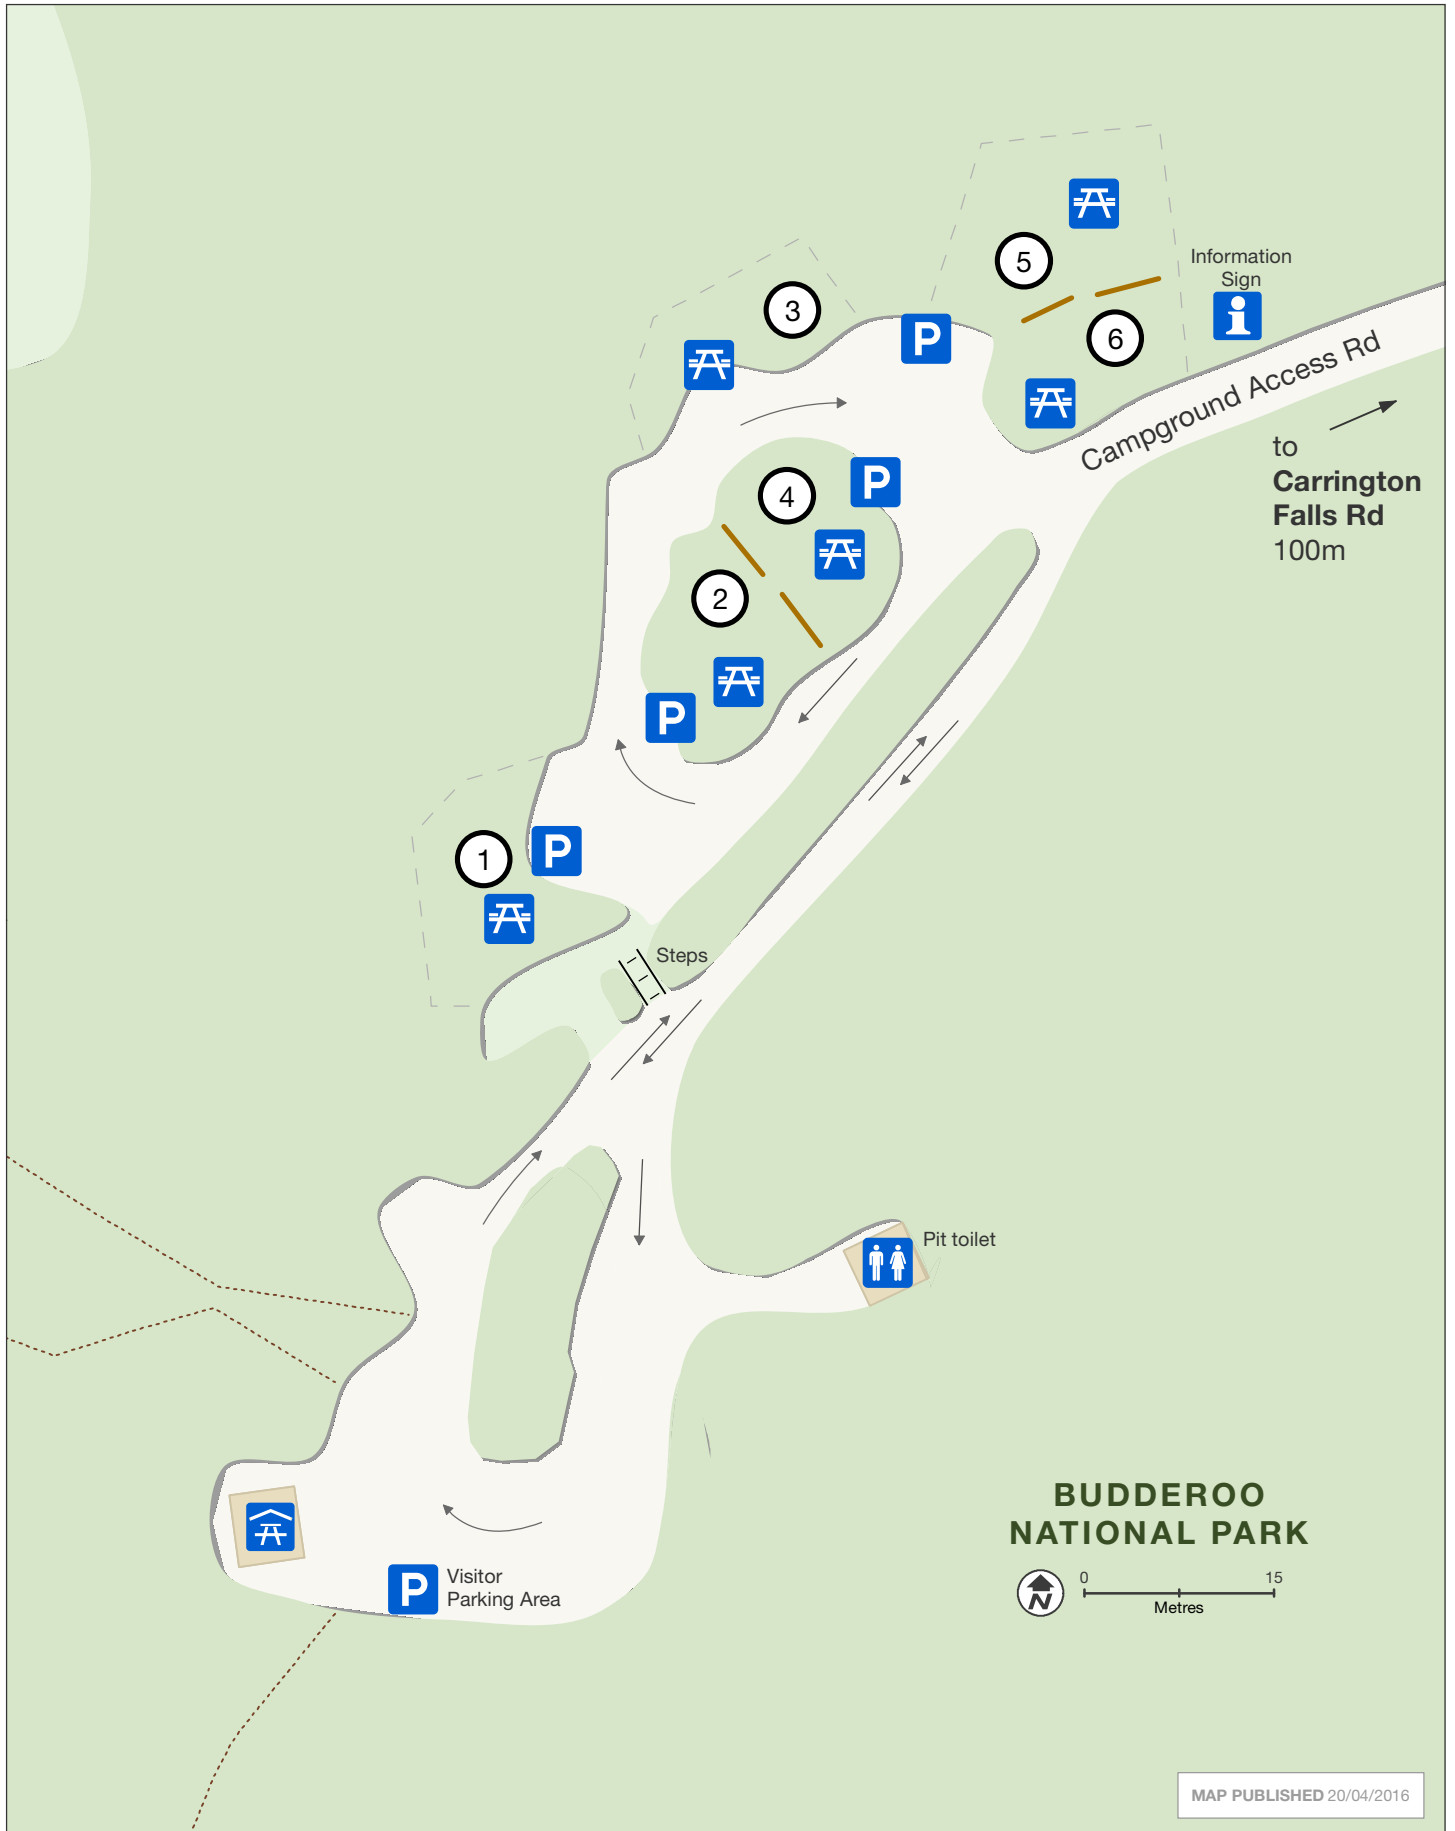 5
Information
Sign
3
6
P
Campground Access Rd
to
Carrington
Falls Rd
100m
4
P
2
P
1
P
Steps
Pit toilet
BUDDEROO
NATIONAL PARK
N
0 15
Metres
P
Visitor
Parking Area
MAP PUBLISHED 20/04/2016